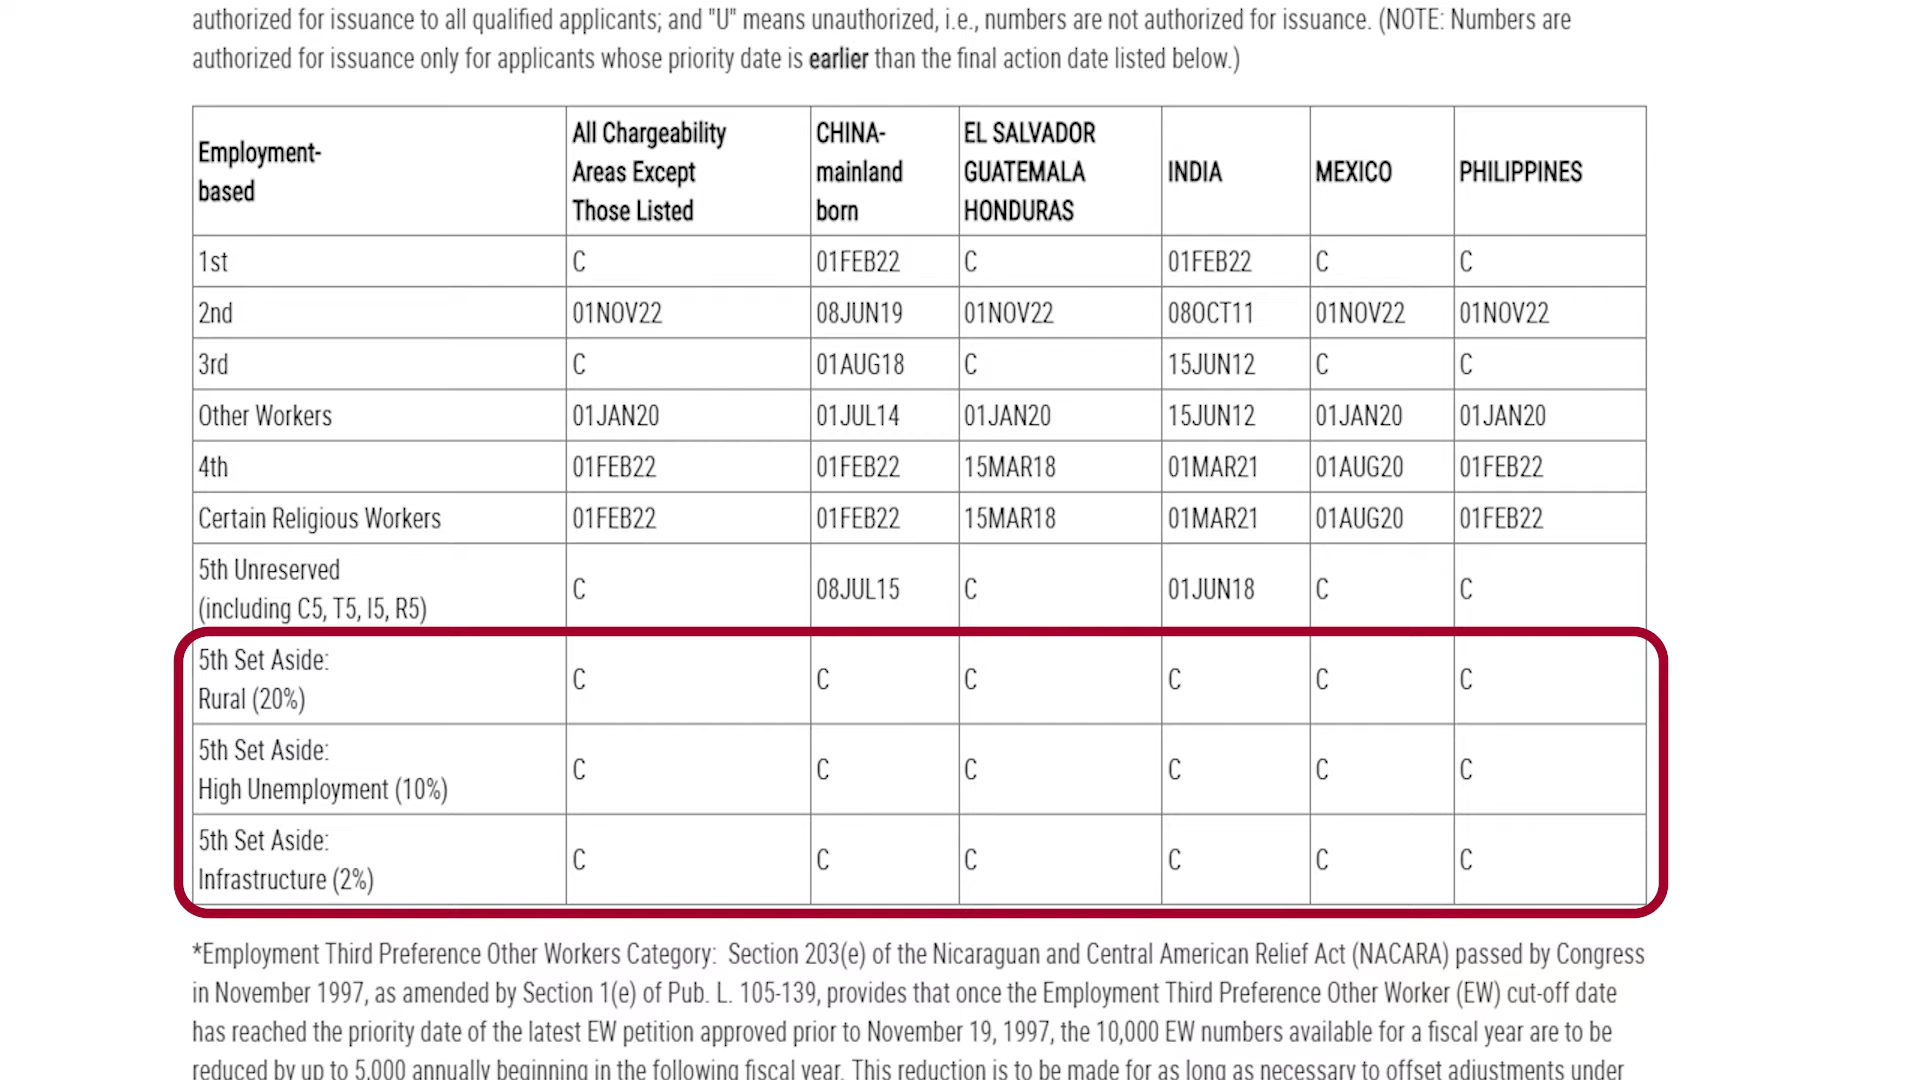 authorized for issuance to all qualified applicants; and "U" means unauthorized, i.e., numbers are not authorized for issuance. (NOTE: Numbers are
authorized for issuance only for applicants whose priority date is earlier than the final action date listed below.)
Employment-
based
All Chargeability
Areas Except
Those Listed
CHINA-
mainland
born
EL SALVADOR
GUATEMALA
HONDURAS
INDIA
MEXICO
PHILIPPINES
1st C 01FEB22 C 01FEB22 C C
2nd 01NOV22 08JUN19 01NOV22 08OCT11 01NOV22 01NOV22
3rd C 01AUG18 C 15JUN12 C C
Other Workers 01JAN20 01JUL14 01JAN20 15JUN12 01JAN20 01JAN20
4th 01FEB22 01FEB22 15MAR18 01MAR21 01AUG20 01FEB22
Certain Religious Workers 01FEB22 01FEB22 15MAR18 01MAR21 01AUG20 01FEB22
5th Unreserved
(including C5, T5, I5, R5)
C 08JUL15 C 01JUN18 C C
5th Set Aside:
Rural (20%)
C C C C C C
5th Set Aside:
High Unemployment (10%)
C C C C C C
5th Set Aside:
Infrastructure (2%)
C C C C C C
*Employment Third Preference Other Workers Category:  Section 203(e) of the Nicaraguan and Central American Relief Act (NACARA) passed by Congress
in November 1997, as amended by Section 1(e) of Pub. L. 105-139, provides that once the Employment Third Preference Other Worker (EW) cut-off date
has reached the priority date of the latest EW petition approved prior to November 19, 1997, the 10,000 EW numbers available for a fiscal year are to be
reduced by up to 5,000 annually beginning in the following fiscal year. This reduction is to be made for as long as necessary to offset adjustments under